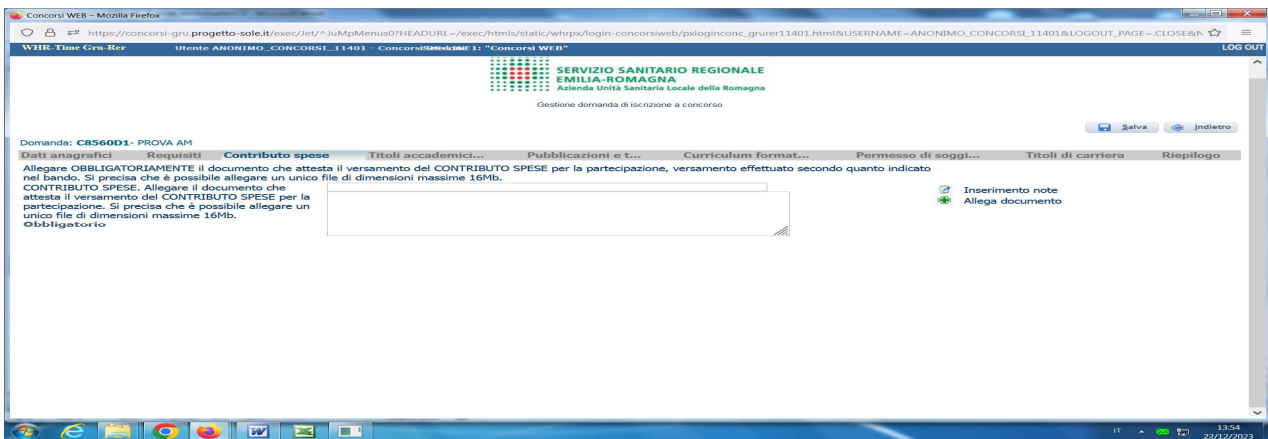 Concorsi WEB – Mozilla Firefox
https://concorsi-gru.progetto-sole.it/exec/Jet/^JuMpMenus0?HEADURL=/exec/htmls/static/whrpx/login-concorsiweb/pxloginconc_grurer11401.html&USERNAME=ANONIMO_CONCORSI_11401&LOGOUT_PAGE=.CLOSE&
WHR-Time Gru-Rer Utente ANONIMO_CONCORSI_11401 - 1: "Concorsi WEB" LOG OUT
SERVIZIO SANITARIO REGIONALE
EMILIA-ROMAGNA
Azienda Unità Sanitaria Locale della Romagna
Gestione domanda di iscrizione a concorso
Salva Indietro
Domanda: C8560D1- PROVA AM
Dati anagrafici Requisiti Contributo spese Titoli accademici... Pubblicazioni e t... Curriculum format... Permesso di soggi... Titoli di carriera Riepilogo
Allegare OBBLIGATORIAMENTE il documento che attesta il versamento del CONTRIBUTO SPESE per la partecipazione, versamento effettuato secondo quanto indicato
nel bando. Si precisa che è possibile allegare un unico file di dimensioni massime 16Mb.
CONTRIBUTO SPESE. Allegare il documento che
attesta il versamento del CONTRIBUTO SPESE per la
partecipazione. Si precisa che è possibile allegare un
unico file di dimensioni massime 16Mb.
Obbligatorio
Inserimento note
Allega documento
IT
13:54
22/12/2023